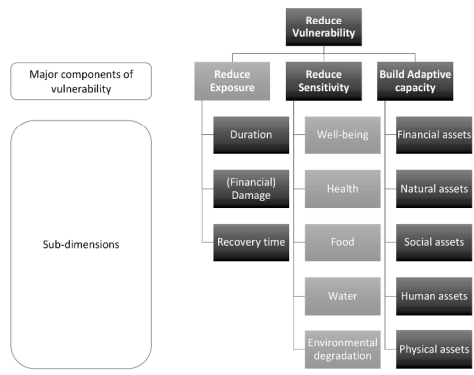 Reduce
Vulnerability
Major components of
vulnerability
Reduce
Exposure
Reduce
Sensitivity
Build Adaptive
capacity
Sub-dimensions
Duration
(Financial)
Damage
Recovery time
Well-being
Health
Food
Water
Environmental
degradation
Financial assets
Natural assets
Social assets
Human assets
Physical assets